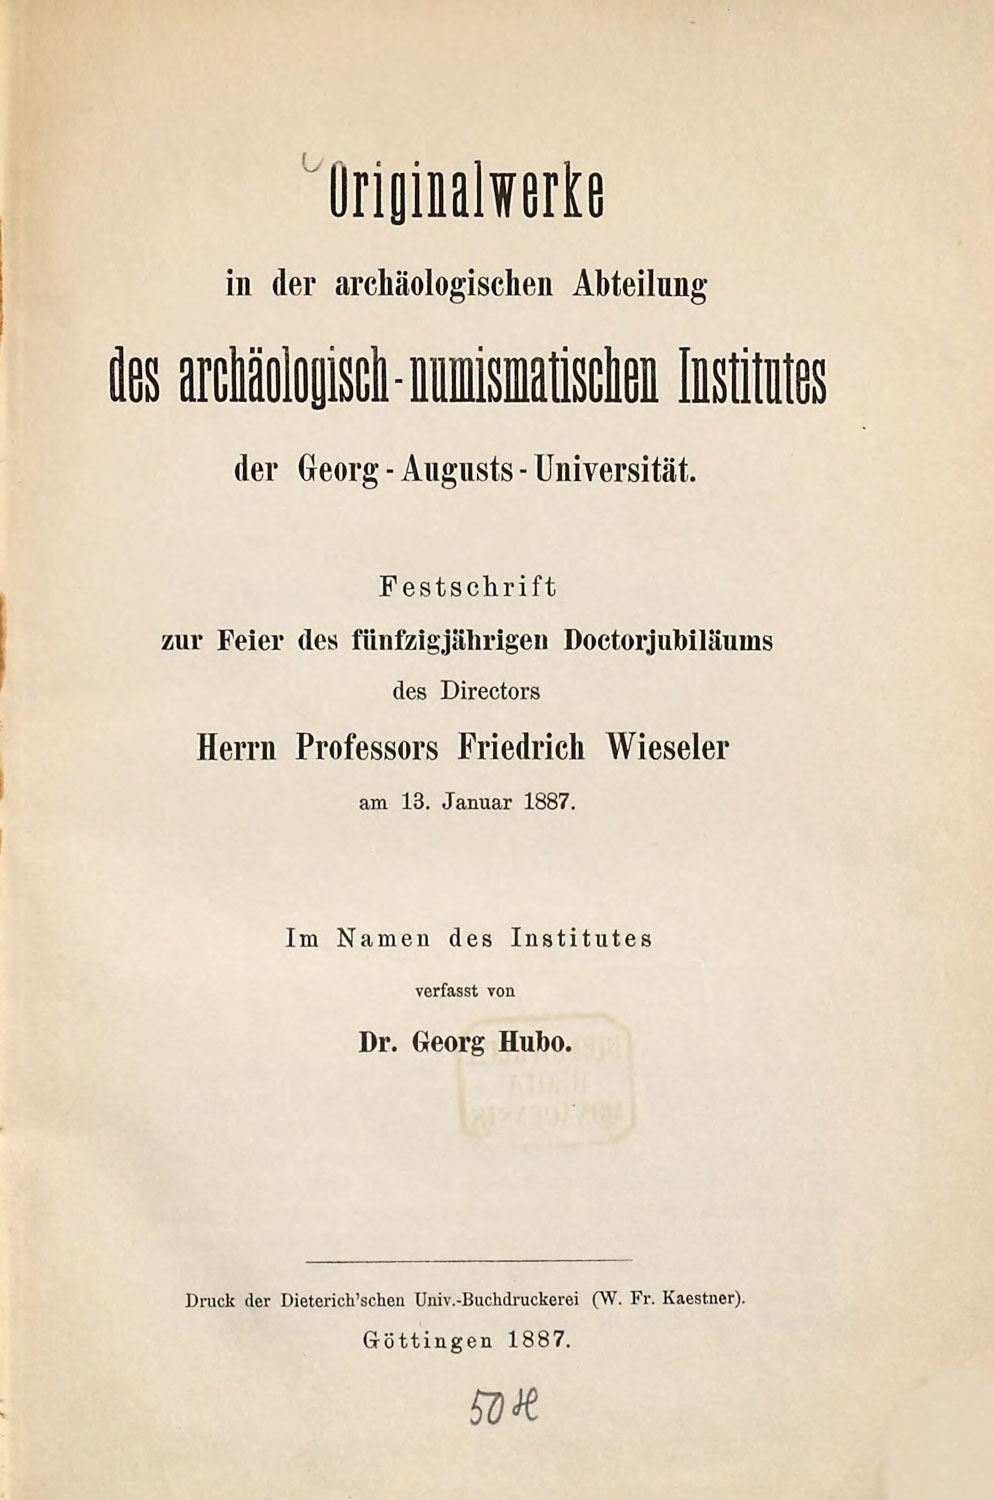 Originalwerke
in der archäologischen Abteilung
des archäologisch-numismatischen Institutes
der Georg-Augusts-Universität.
Festschrift
zur Feier des fünfzigjährigen Doctorjubiläums
des Directors
Herrn Professors Friedrich Wieseler
am 13. Januar 1887.
Im Namen des Institutes
verfasst von
Dr. Georg Hubo.
Druck der Dieterich'schen Univ.-Buchdruckerei (W. Fr. Kaestner).
Göttingen 1887.
50